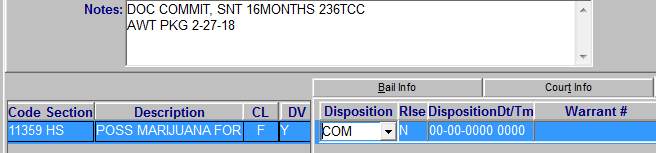 Notes: DOC COMMIT, SNT 16MONTHS 236TCC
AWT PKG 2-27-18
Bail Info Court Info
Code Section Description CL DV Disposition Rlse DispositionDt/Tm Warrant #
11359 HS POSS MARIJUANA FOR F Y COM N 00-00-0000 0000